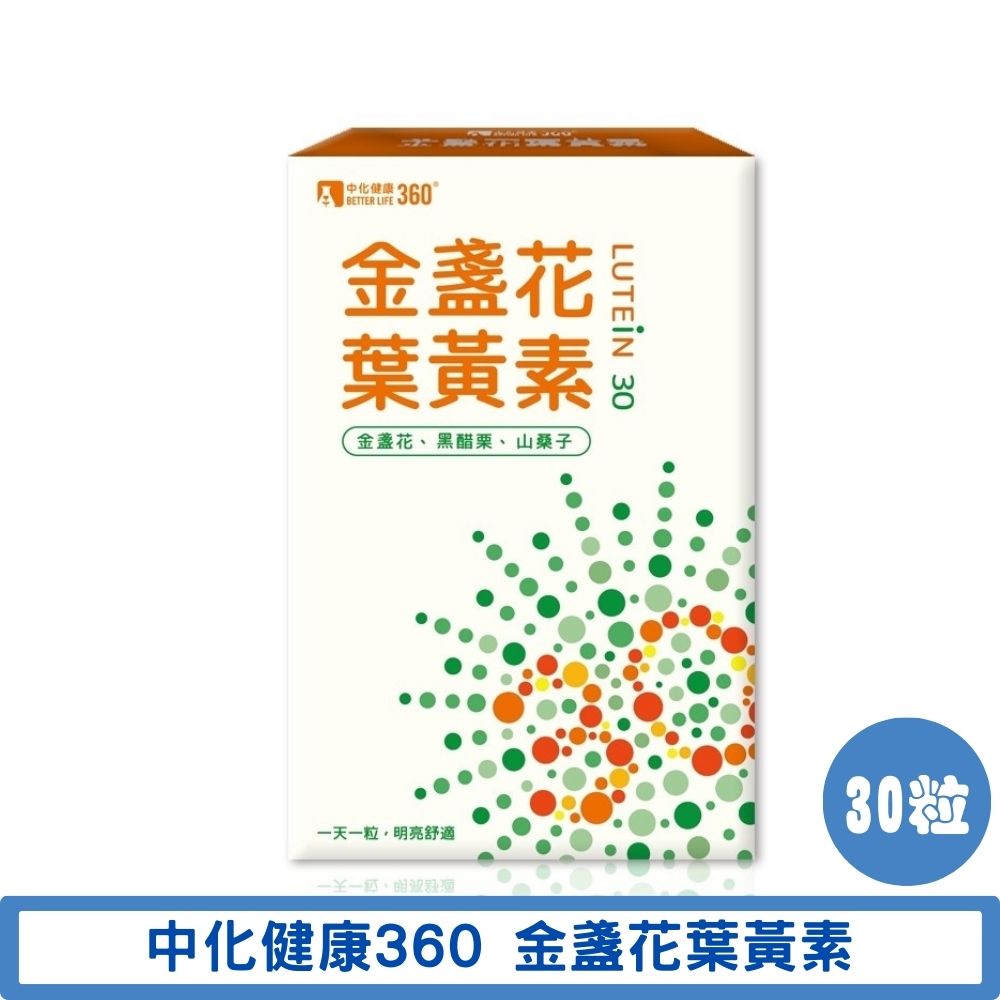 中化健康
BETTER LIFE 360®
金盞花
葉黃素
LUTEiN 30
金盞花、黑醋栗、山桑子
一天一粒，明亮舒適
30粒
中化健康360 金盞花葉黃素